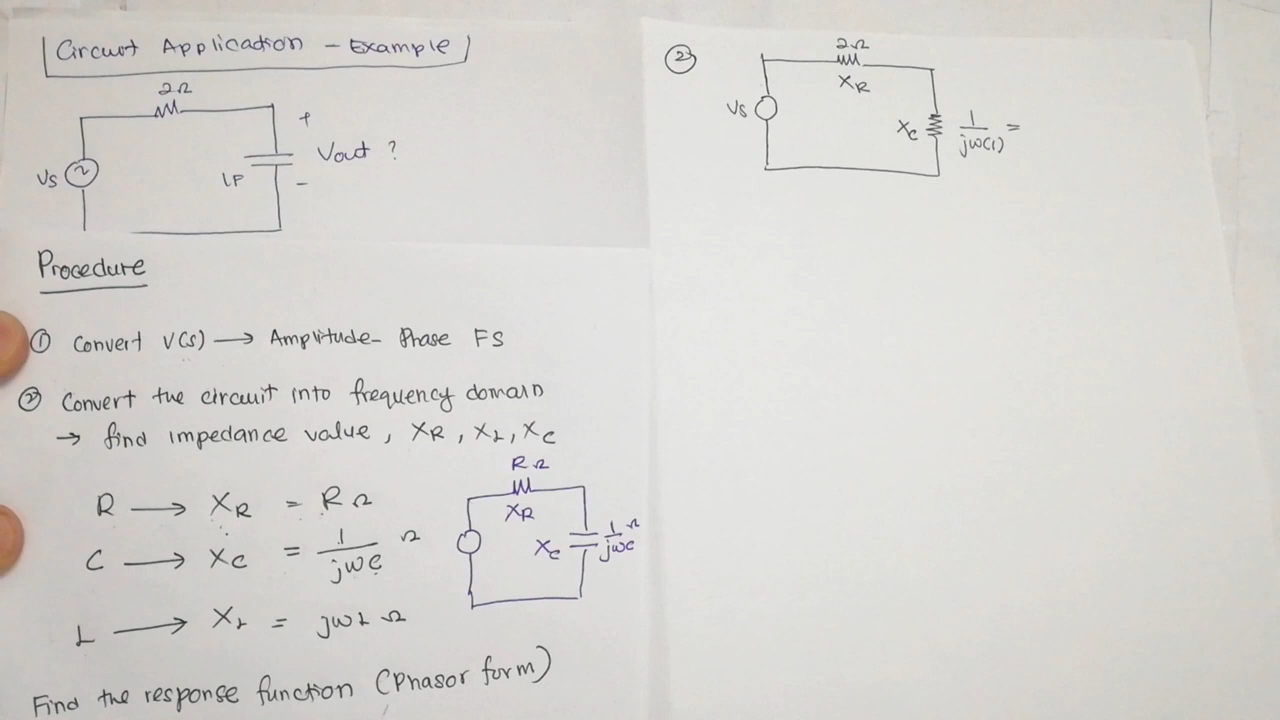 Circuit Application - Example
2Ω
+
Vout ?
Vs
1F
-
Procedure
① Convert V(s) → Amplitude- Phase FS
② Convert the circuit into frequency domain
→ find impedance value, XR, XL, XC
R → XR = R Ω
C → XC = 1/jωC Ω
L → XL = jωL Ω
RΩ
XR
XC
1/jωC Ω
Find the response function (Phasor form)
②
2Ω
XR
Vs
XC
1/jω(1) =